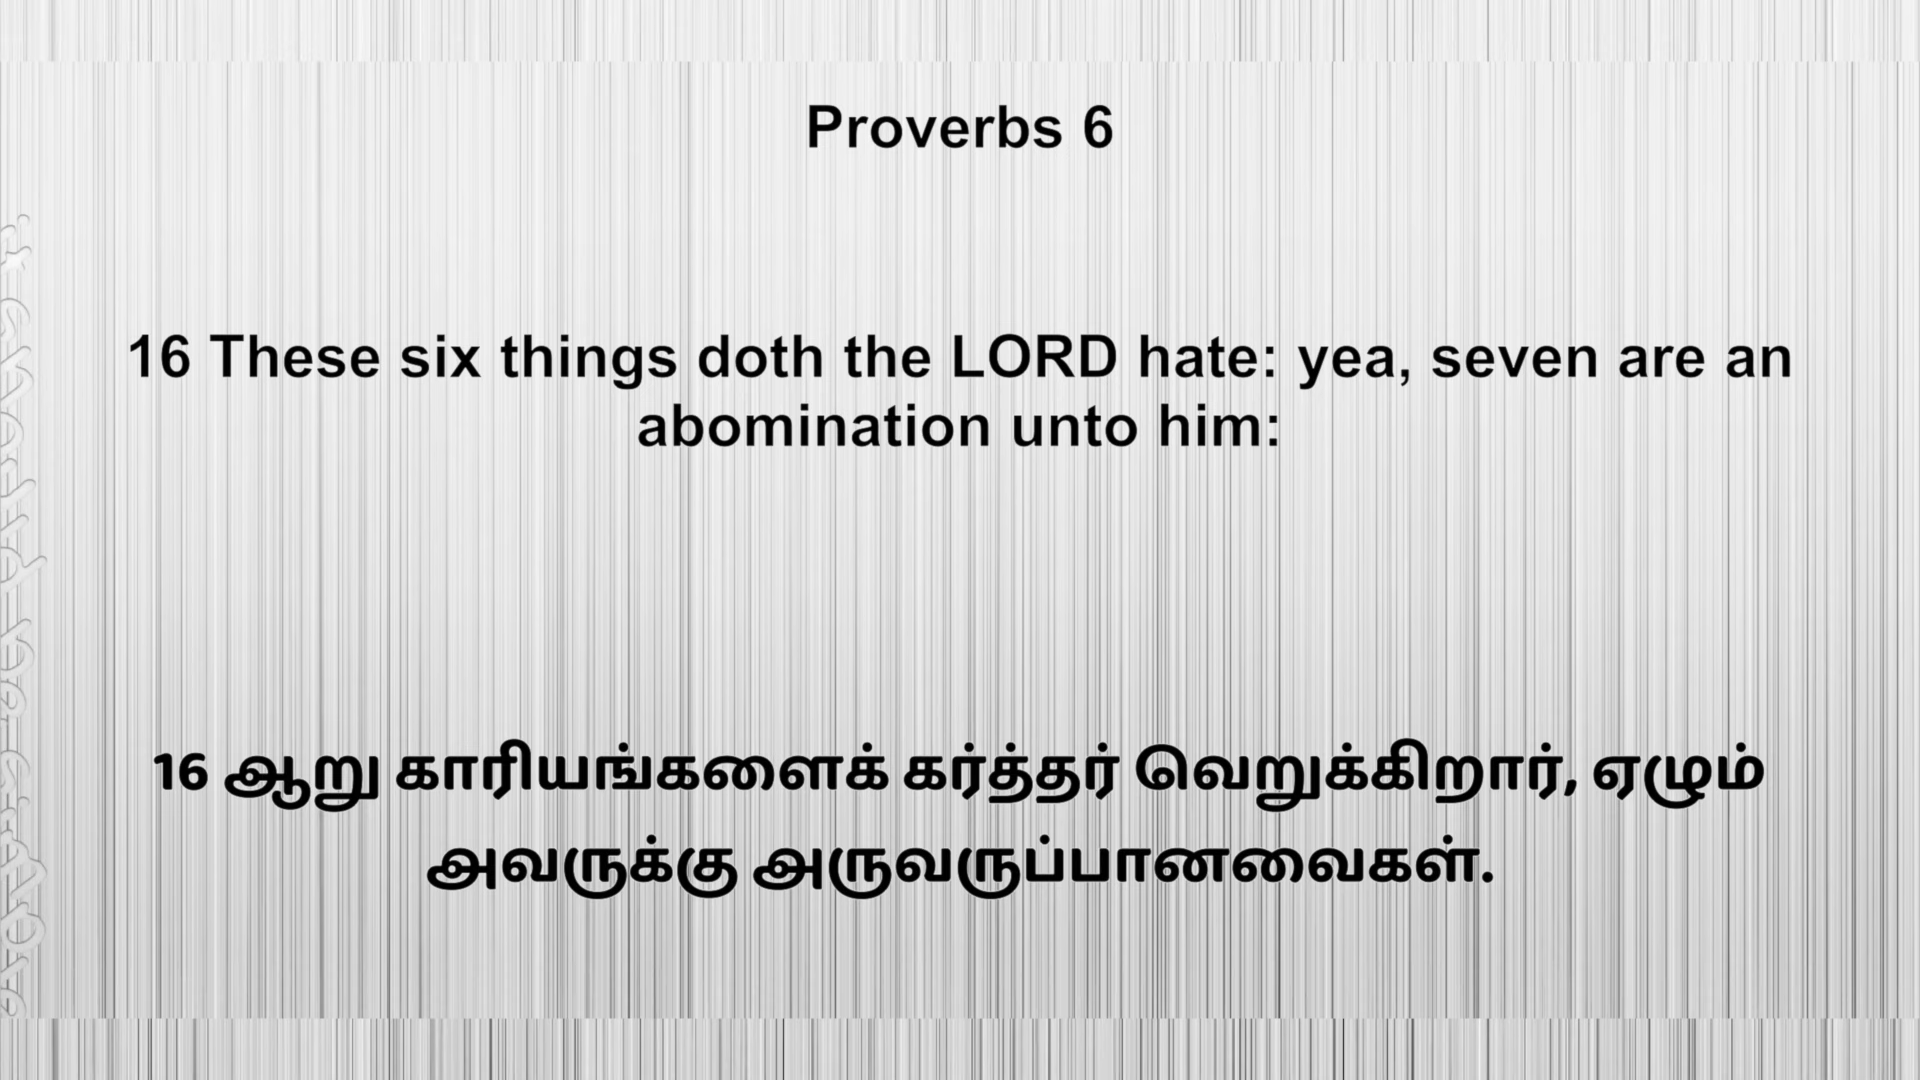 Proverbs 6
16 These six things doth the LORD hate: yea, seven are an
abomination unto him:
16 ஆறு காரியங்களைக் கர்த்தர் வெறுக்கிறார், ஏழும்
அவருக்கு அருவருப்பானவைகள்.